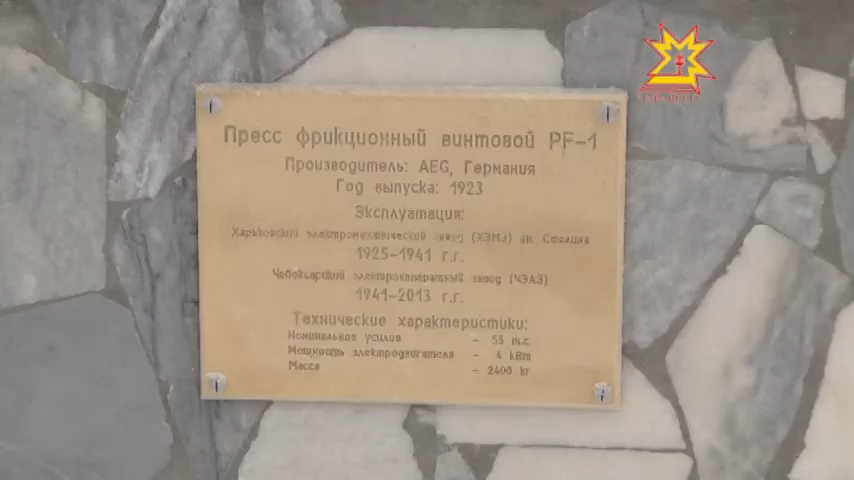 Пресс фрикционный винтовой PF-1
Производитель: AEG, Германия
Год выпуска: 1923
Эксплуатация:
Харьковский электромеханический завод (ХЭМЗ) им. Сталина
1925-1941 г.г.
Чебоксарский электроаппаратный завод (ЧЭАЗ)
1941-2013 г.г.
Технические характеристики:
Номинальное усилие - 55 т.с.
Мощность электродвигателя - 4 кВт
Масса - 2400 кг